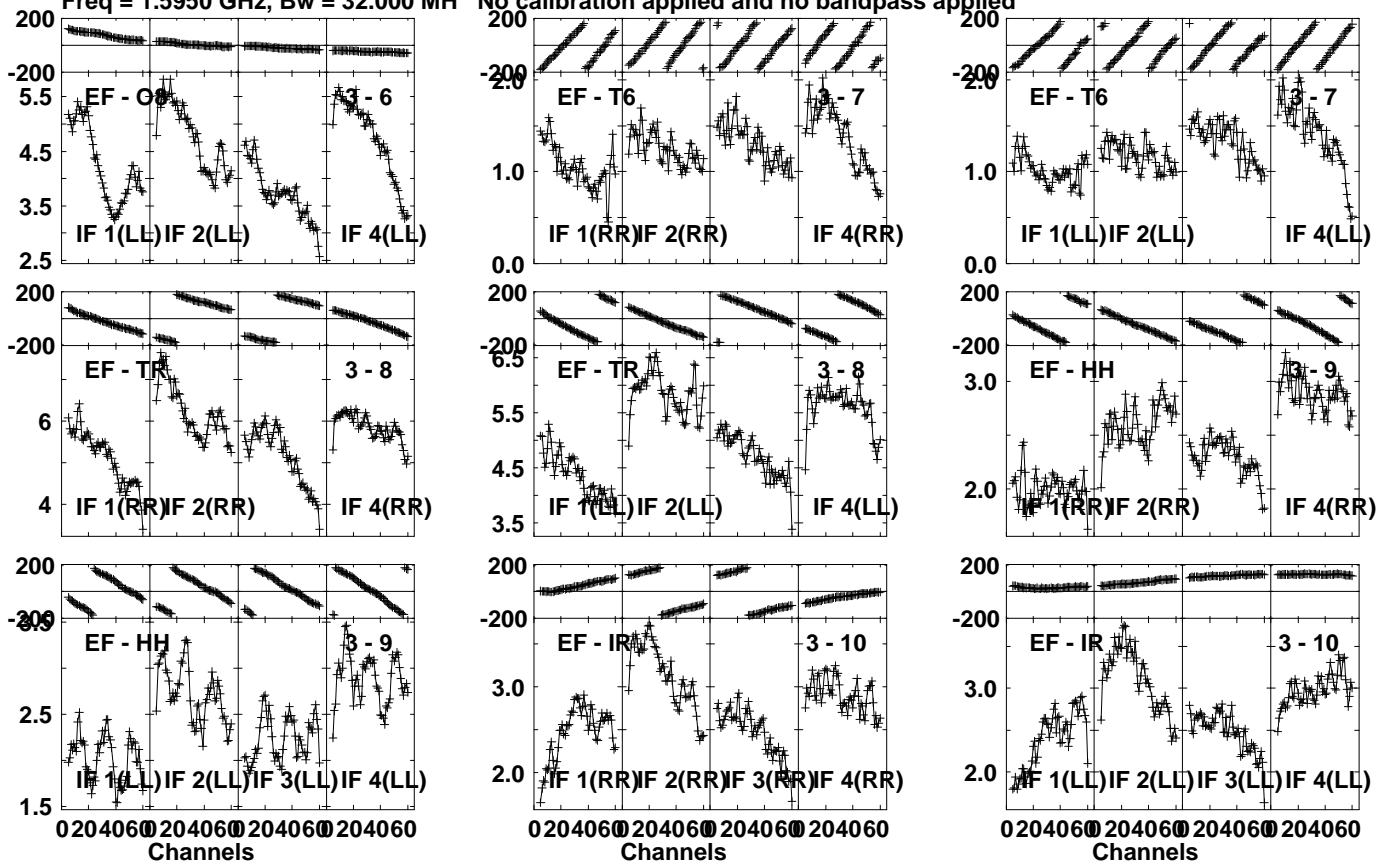 Freq = 1.5950 GHz, Bw = 32.000 MH No calibration applied and no bandpass applied
200
-200
EF - O8 3 - 6
5.5
4.5
3.5
2.5
IF 1(LL) IF 2(LL) IF 4(LL)
200
-200
EF - T6 3 - 7
2.0
1.0
0.0
IF 1(RR) IF 2(RR) IF 4(RR)
200
-200
EF - T6 3 - 7
2.0
1.0
0.0
IF 1(LL) IF 2(LL) IF 4(LL)
200
-200
EF - TR 3 - 8
6
4
IF 1(RR) IF 2(RR) IF 4(RR)
200
-200
EF - TR 3 - 8
6.5
5.5
4.5
3.5
IF 1(LL) IF 2(LL) IF 4(LL)
200
-200
EF - HH 3 - 9
3.0
2.0
IF 1(RR) IF 2(RR) IF 4(RR)
200
-200
EF - HH 3 - 9
3.5
2.5
1.5
IF 1(LL) IF 2(LL) IF 3(LL) IF 4(LL)
0 20 40 60 0 20 40 60 0 20 40 60 0 20 40 60
Channels
200
-200
EF - IR 3 - 10
3.0
2.0
IF 1(RR) IF 2(RR) IF 3(RR) IF 4(RR)
0 20 40 60 0 20 40 60 0 20 40 60 0 20 40 60
Channels
200
-200
EF - IR 3 - 10
3.0
2.0
IF 1(LL) IF 2(LL) IF 3(LL) IF 4(LL)
0 20 40 60 0 20 40 60 0 20 40 60 0 20 40 60
Channels